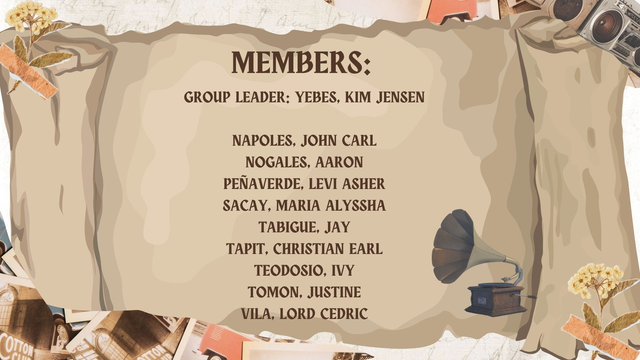 MEMBERS:
GROUP LEADER: YEBES, KIM JENSEN
NAPOLES, JOHN CARL
NOGALES, AARON
PEÑAVERDE, LEVI ASHER
SACAY, MARIA ALYSSHA
TABIGUE, JAY
TAPIT, CHRISTIAN EARL
TEODOSIO, IVY
TOMON, JUSTINE
VILA, LORD CEDRIC
COTTON